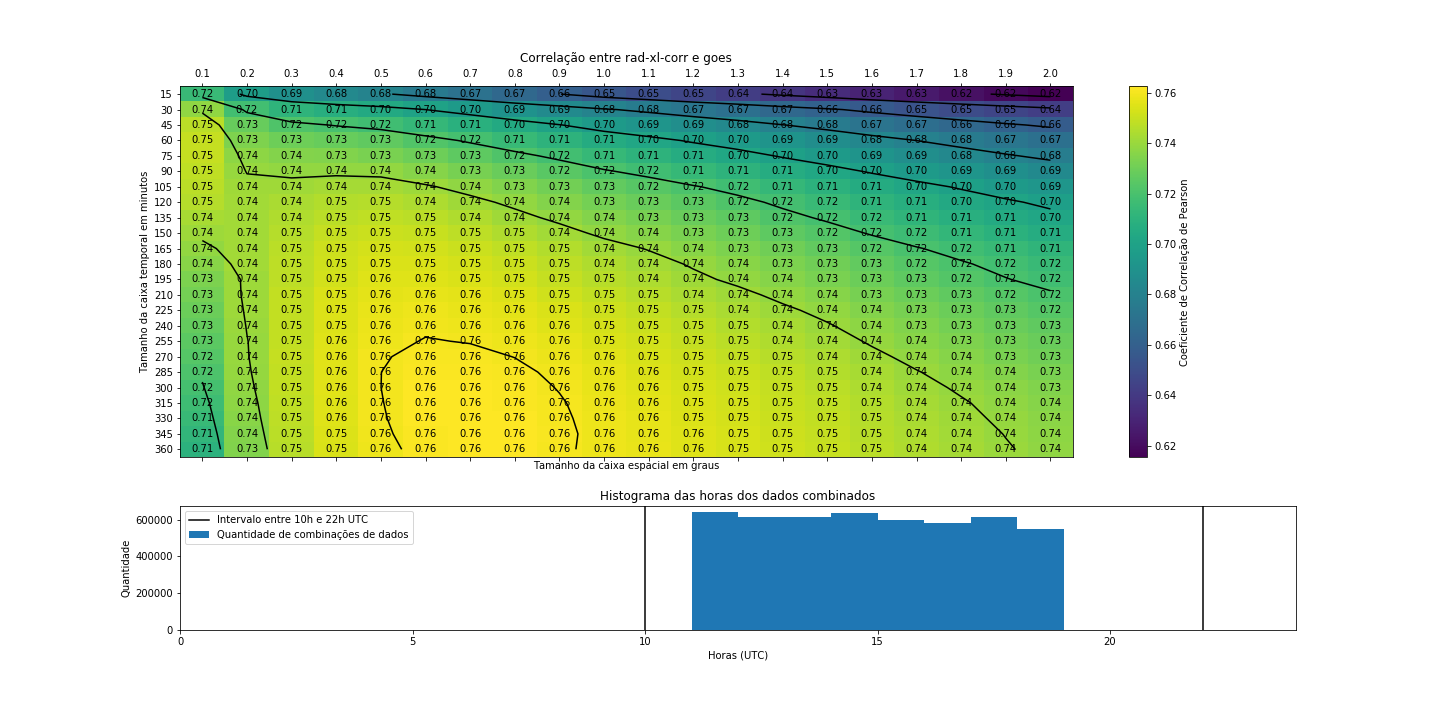 Correlação entre rad-xl-corr e goes
0.1 0.2 0.3 0.4 0.5 0.6 0.7 0.8 0.9 1.0 1.1 1.2 1.3 1.4 1.5 1.6 1.7 1.8 1.9 2.0
15 0.72 0.70 0.69 0.68 0.68 0.68 0.67 0.67 0.66 0.65 0.65 0.65 0.64 0.64 0.63 0.63 0.63 0.62 0.62 0.62
30 0.74 0.72 0.71 0.71 0.70 0.70 0.70 0.69 0.69 0.68 0.68 0.67 0.67 0.67 0.66 0.66 0.65 0.65 0.65 0.64
45 0.75 0.73 0.72 0.72 0.72 0.71 0.71 0.70 0.70 0.70 0.69 0.69 0.68 0.68 0.68 0.67 0.67 0.66 0.66 0.66
60 0.75 0.74 0.73 0.73 0.73 0.72 0.72 0.71 0.71 0.71 0.70 0.70 0.70 0.69 0.69 0.68 0.68 0.68 0.67 0.67
75 0.75 0.74 0.74 0.73 0.73 0.73 0.73 0.72 0.72 0.71 0.71 0.71 0.70 0.70 0.70 0.69 0.69 0.68 0.68 0.68
90 0.75 0.74 0.74 0.74 0.74 0.74 0.73 0.73 0.72 0.72 0.72 0.71 0.71 0.71 0.70 0.70 0.70 0.69 0.69 0.69
105 0.75 0.74 0.74 0.74 0.74 0.74 0.74 0.73 0.73 0.73 0.72 0.72 0.72 0.71 0.71 0.71 0.70 0.70 0.70 0.69
120 0.75 0.74 0.74 0.75 0.75 0.74 0.74 0.74 0.74 0.73 0.73 0.73 0.72 0.72 0.72 0.71 0.71 0.70 0.70 0.70
135 0.74 0.74 0.74 0.75 0.75 0.75 0.74 0.74 0.74 0.74 0.73 0.73 0.73 0.72 0.72 0.72 0.71 0.71 0.71 0.70
150 0.74 0.74 0.75 0.75 0.75 0.75 0.75 0.75 0.74 0.74 0.74 0.73 0.73 0.73 0.72 0.72 0.72 0.71 0.71 0.71
165 0.74 0.74 0.75 0.75 0.75 0.75 0.75 0.75 0.75 0.74 0.74 0.74 0.73 0.73 0.73 0.72 0.72 0.72 0.71 0.71
180 0.74 0.74 0.75 0.75 0.75 0.75 0.75 0.75 0.75 0.75 0.74 0.74 0.74 0.73 0.73 0.73 0.72 0.72 0.72 0.71
195 0.73 0.74 0.75 0.75 0.76 0.76 0.76 0.75 0.75 0.75 0.74 0.74 0.74 0.74 0.73 0.73 0.73 0.72 0.72 0.72
210 0.73 0.74 0.75 0.75 0.76 0.76 0.76 0.75 0.75 0.75 0.75 0.74 0.74 0.74 0.74 0.73 0.73 0.73 0.72 0.72
225 0.73 0.74 0.75 0.75 0.76 0.76 0.76 0.76 0.75 0.75 0.75 0.75 0.74 0.74 0.74 0.74 0.73 0.73 0.73 0.72
240 0.73 0.74 0.75 0.75 0.76 0.76 0.76 0.76 0.76 0.75 0.75 0.75 0.75 0.74 0.74 0.74 0.73 0.73 0.73 0.73
255 0.73 0.74 0.75 0.75 0.76 0.76 0.76 0.76 0.76 0.75 0.75 0.75 0.75 0.75 0.74 0.74 0.74 0.73 0.73 0.73
270 0.72 0.74 0.75 0.75 0.76 0.76 0.76 0.76 0.76 0.76 0.75 0.75 0.75 0.75 0.74 0.74 0.74 0.74 0.73 0.73
285 0.72 0.74 0.75 0.75 0.76 0.76 0.76 0.76 0.76 0.76 0.75 0.75 0.75 0.75 0.75 0.74 0.74 0.74 0.74 0.73
300 0.72 0.74 0.75 0.75 0.76 0.76 0.76 0.76 0.76 0.76 0.75 0.75 0.75 0.75 0.75 0.75 0.74 0.74 0.74 0.73
315 0.72 0.74 0.75 0.75 0.76 0.76 0.76 0.76 0.76 0.76 0.76 0.75 0.75 0.75 0.75 0.75 0.74 0.74 0.74 0.74
330 0.71 0.74 0.75 0.75 0.76 0.76 0.76 0.76 0.76 0.76 0.76 0.75 0.75 0.75 0.75 0.75 0.74 0.74 0.74 0.74
345 0.71 0.74 0.75 0.75 0.76 0.76 0.76 0.76 0.76 0.76 0.76 0.75 0.75 0.75 0.75 0.75 0.75 0.74 0.74 0.74
360 0.71 0.73 0.75 0.75 0.76 0.76 0.76 0.76 0.76 0.76 0.76 0.75 0.75 0.75 0.75 0.75 0.75 0.74 0.74 0.74
Tamanho da caixa temporal em minutos
Tamanho da caixa espacial em graus
0.76
0.74
0.72
0.70
0.68
0.66
0.64
0.62
Coeficiente de Correlação de Pearson
Histograma das horas dos dados combinados
Intervalo entre 10h e 22h UTC
Quantidade de combinações de dados
600000
400000
200000
0
Quantidade
0 5 10 15 20
Horas (UTC)